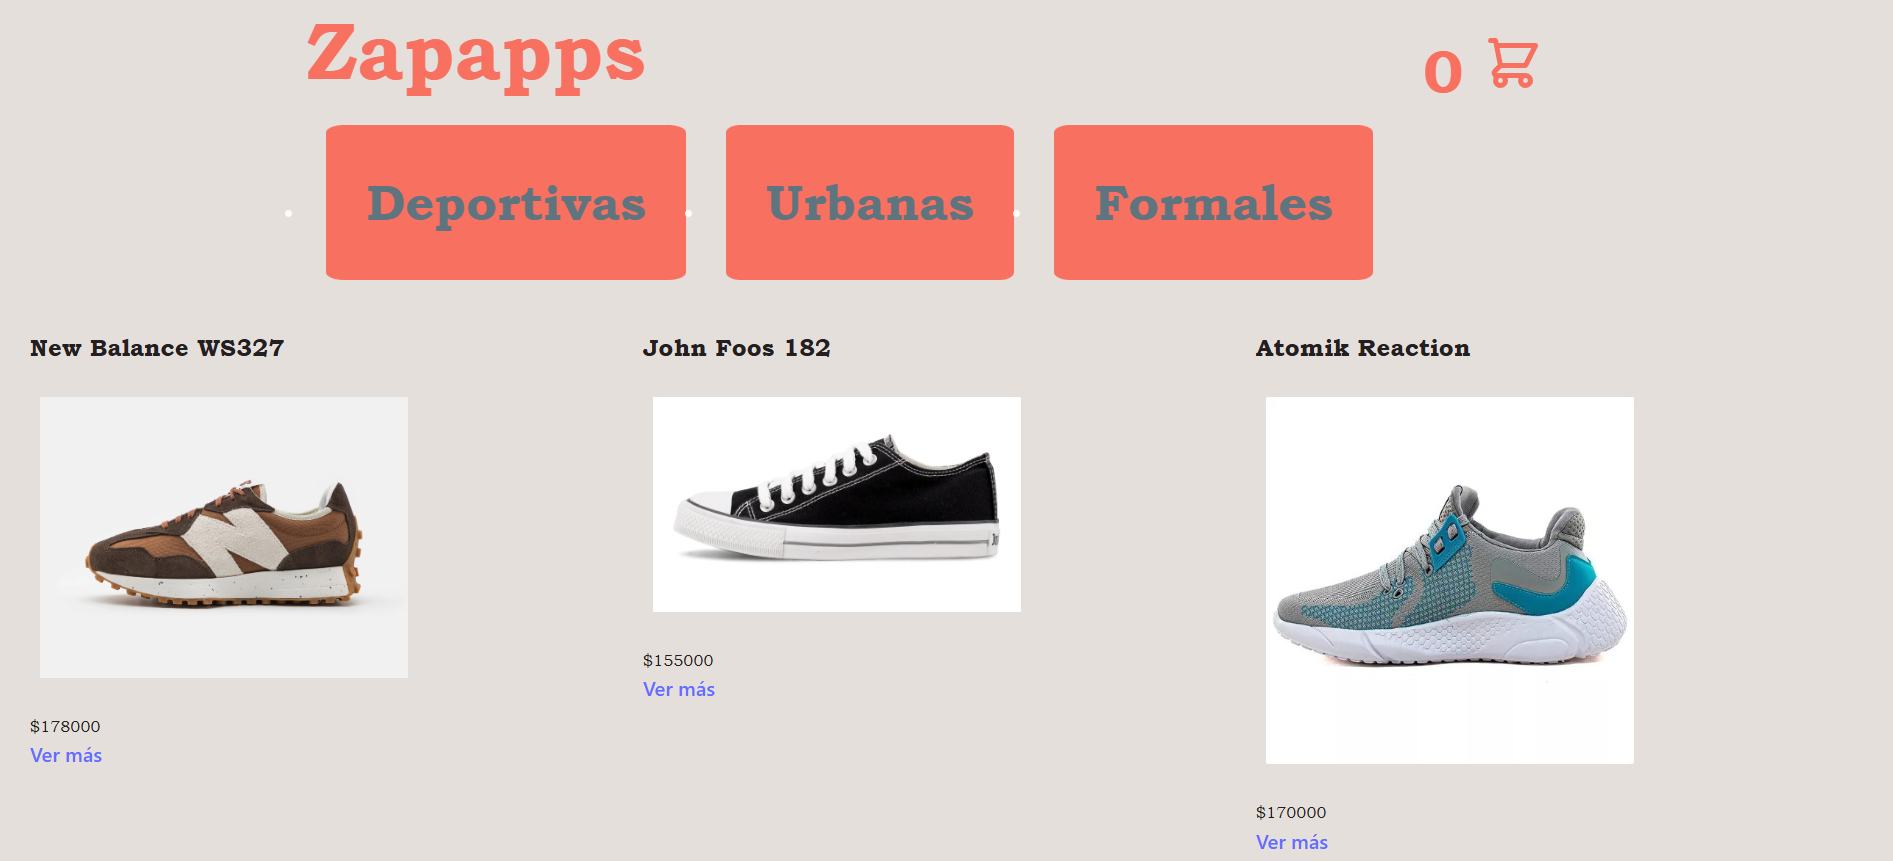 Zapapps
0
Deportivas Urbanas Formales
New Balance WS327
$178000
Ver más
John Foos 182
$155000
Ver más
Atomik Reaction
$170000
Ver más